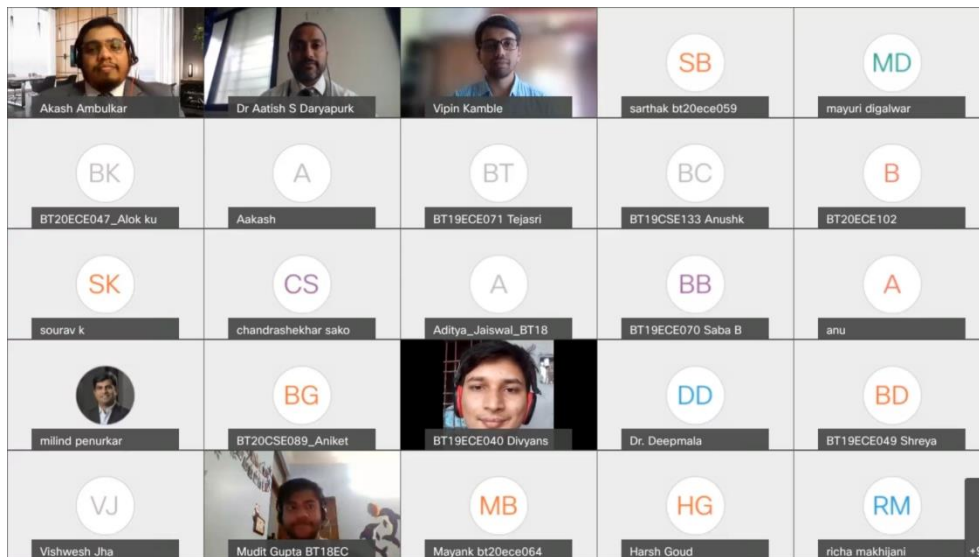 Akash Ambulkar
Dr Aatish S Daryapurk
Vipin Kamble
SB
sarthak bt20ece059
MD
mayuri digalwar
BK
BT20ECE047_Alok ku
A
Aakash
BT
BT19ECE071 Tejasri
BC
BT19CSE133 Anushk
B
BT20ECE102
SK
sourav k
CS
chandrashekhar sako
A
Aditya_Jaiswal_BT18
BB
BT19ECE070 Saba B
A
anu
milind penurkar
BG
BT20CSE089_Aniket
BT19ECE040 Divyans
DD
Dr. Deepmala
BD
BT19ECE049 Shreya
VJ
Vishwesh Jha
Mudit Gupta BT18EC
MB
Mayank bt20ece064
HG
Harsh Goud
RM
richa makhijani